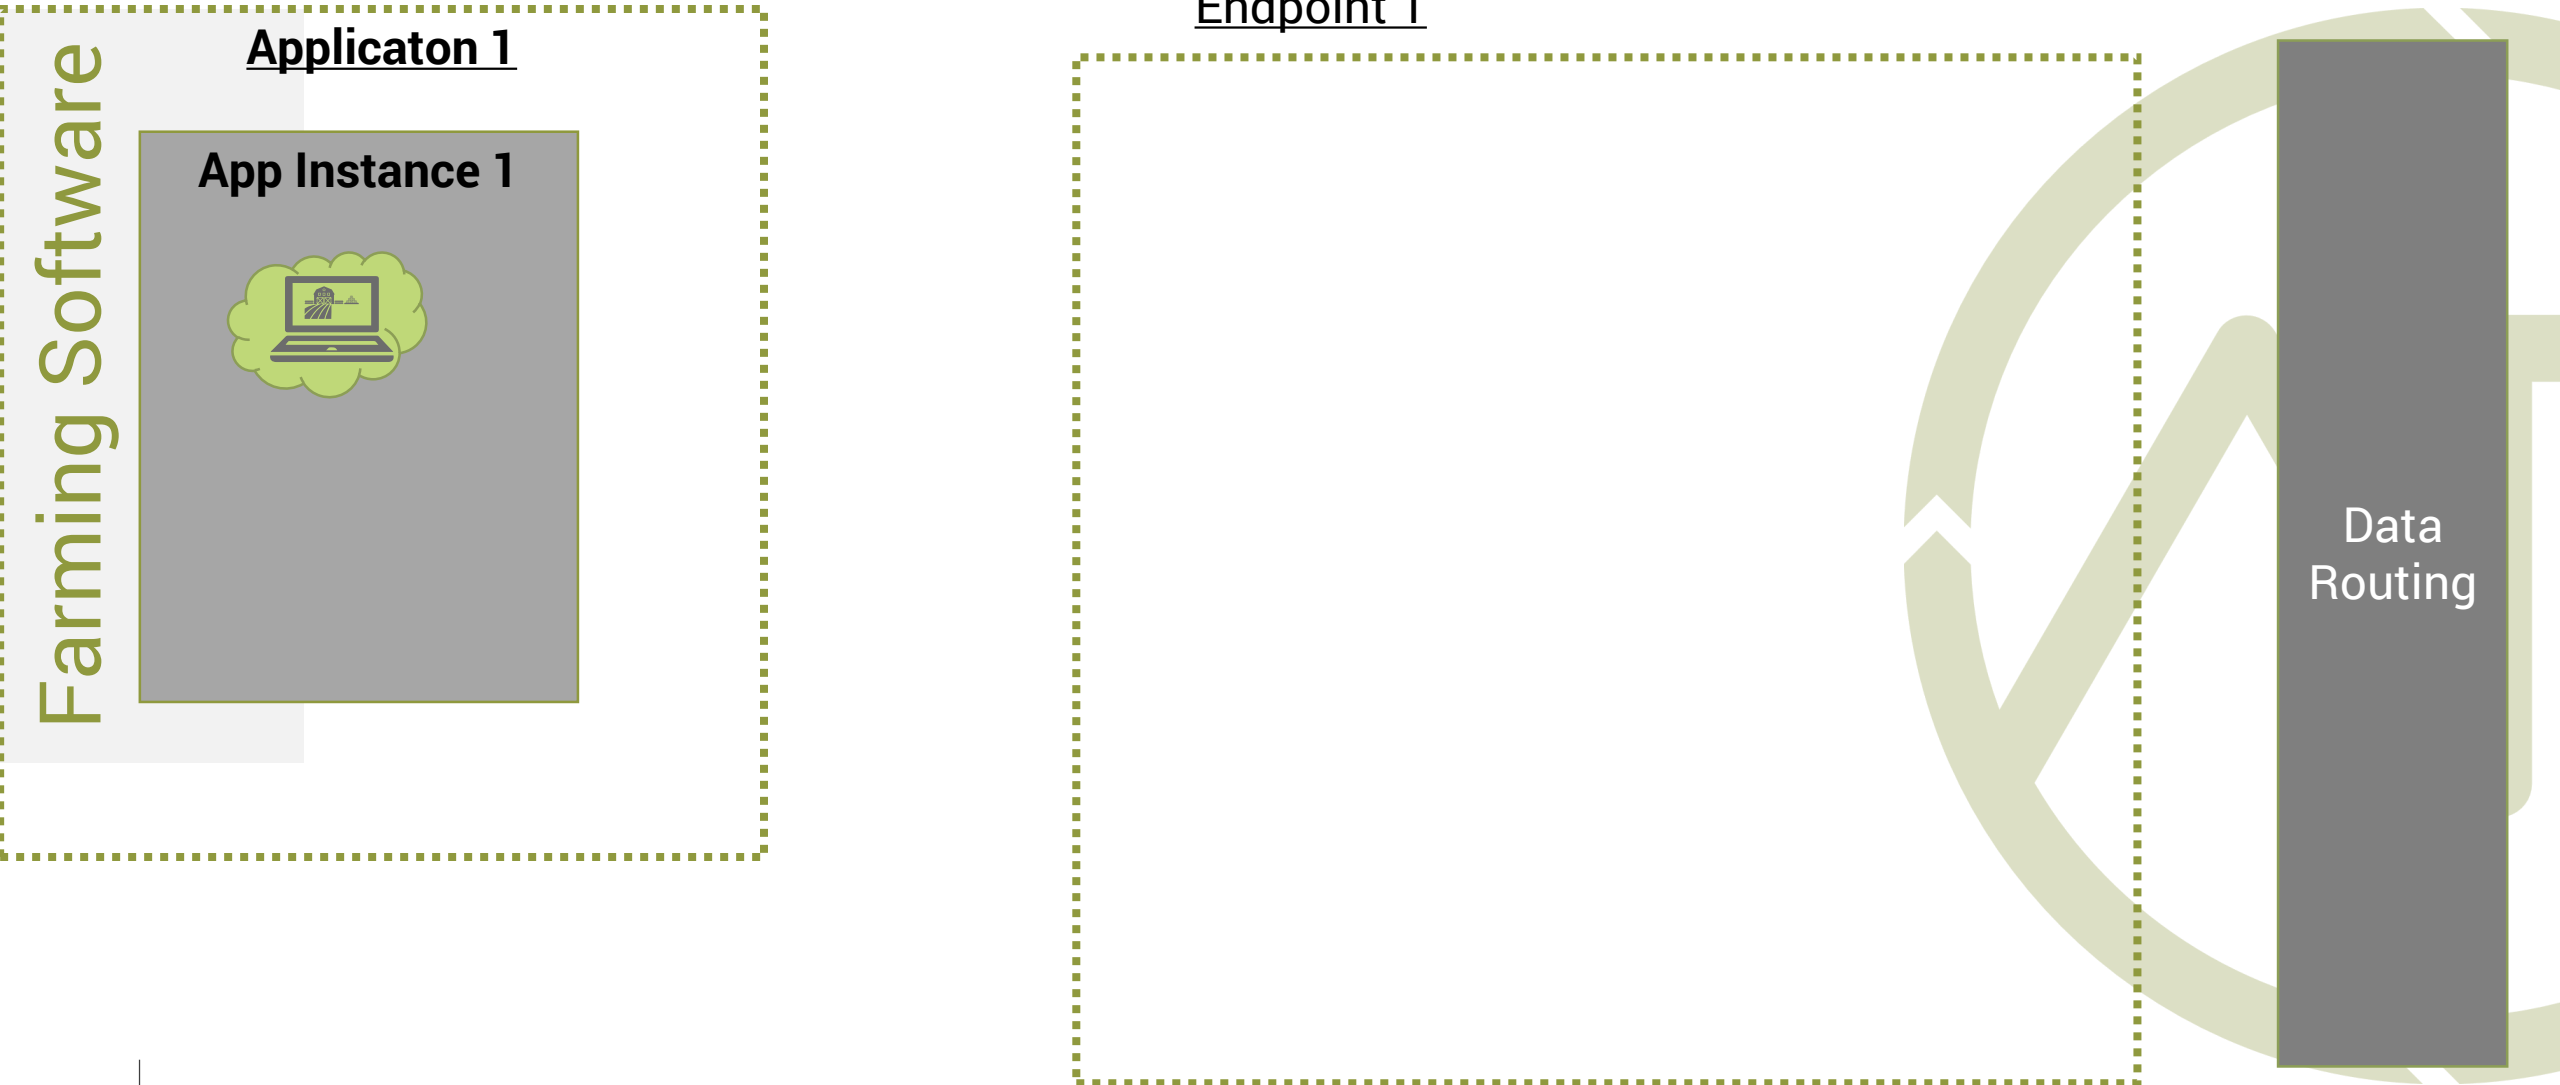 Endpoint 1
Applicaton 1
App Instance 1
Farming Software
Data
Routing